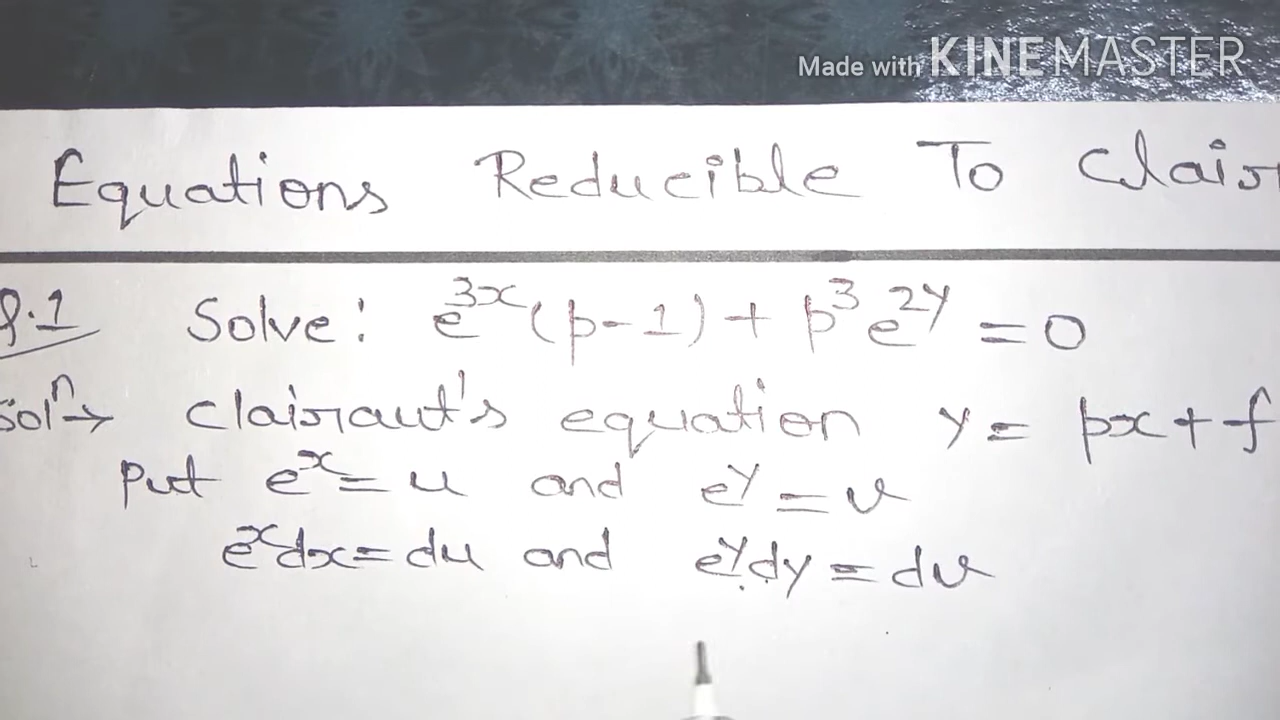 Made with KINEMASTER
Equations Reducible To Clair
Q.1 Solve: e^{3x}(p-1) + p^3 e^{2y} = 0
Sol^n → Clairaut's equation y = px + f
Put e^x = u and e^y = v
e^x dx = du and e^y dy = dv